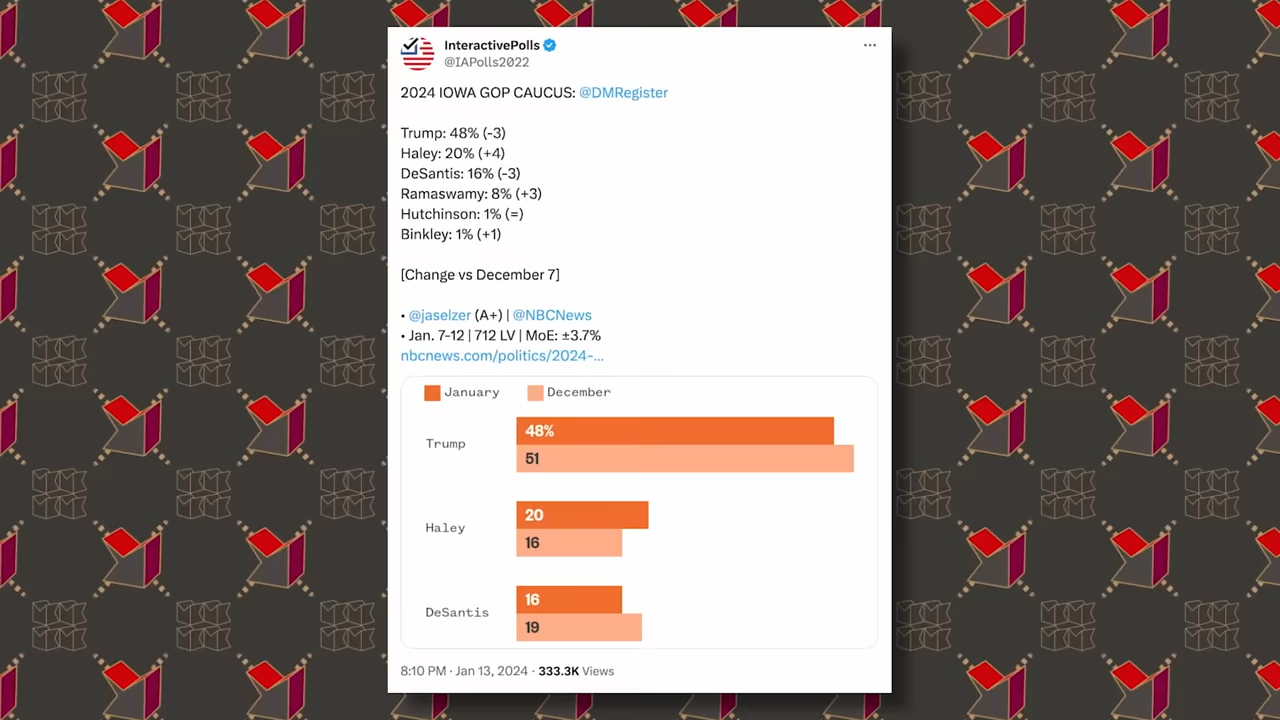 InteractivePolls
@IAPolls2022
2024 IOWA GOP CAUCUS: @DMRegister
Trump: 48% (-3)
Haley: 20% (+4)
DeSantis: 16% (-3)
Ramaswamy: 8% (+3)
Hutchinson: 1% (=)
Binkley: 1% (+1)
[Change vs December 7]
• @jaselzer (A+) | @NBCNews
• Jan. 7-12 | 712 LV | MoE: ±3.7%
nbcnews.com/politics/2024-...
January December
Trump
48%
51
Haley
20
16
DeSantis
16
19
8:10 PM · Jan 13, 2024 · 333.3K Views